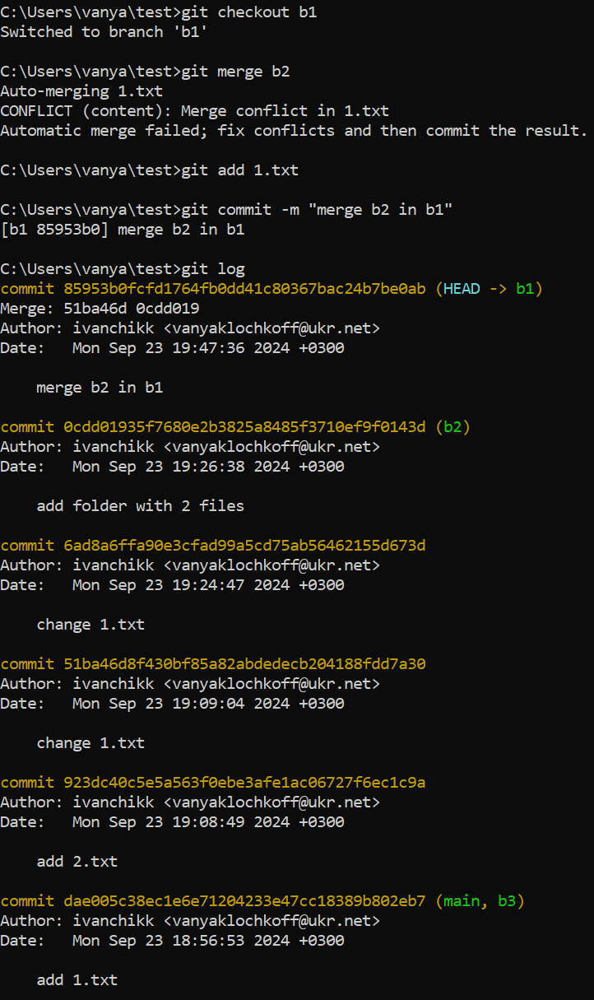 C:\Users\vanya\test>git checkout b1
Switched to branch 'b1'
C:\Users\vanya\test>git merge b2
Auto-merging 1.txt
CONFLICT (content): Merge conflict in 1.txt
Automatic merge failed; fix conflicts and then commit the result.
C:\Users\vanya\test>git add 1.txt
C:\Users\vanya\test>git commit -m "merge b2 in b1"
[b1 85953b0] merge b2 in b1
C:\Users\vanya\test>git log
commit 85953b0fcfd1764fb0dd41c80367bac24b7be0ab (HEAD -> b1)
Merge: 51ba46d 0cdd019
Author: ivanchikk <vanyaklochkoff@ukr.net>
Date:   Mon Sep 23 19:47:36 2024 +0300
    merge b2 in b1
commit 0cdd01935f7680e2b3825a8485f3710ef9f0143d (b2)
Author: ivanchikk <vanyaklochkoff@ukr.net>
Date:   Mon Sep 23 19:26:38 2024 +0300
    add folder with 2 files
commit 6ad8a6ffa90e3cfad99a5cd75ab56462155d673d
Author: ivanchikk <vanyaklochkoff@ukr.net>
Date:   Mon Sep 23 19:24:47 2024 +0300
    change 1.txt
commit 51ba46d8f430bf85a82abdedecb204188fdd7a30
Author: ivanchikk <vanyaklochkoff@ukr.net>
Date:   Mon Sep 23 19:09:04 2024 +0300
    change 1.txt
commit 923dc40c5e5a563f0ebe3afe1ac06727f6ec1c9a
Author: ivanchikk <vanyaklochkoff@ukr.net>
Date:   Mon Sep 23 19:08:49 2024 +0300
    add 2.txt
commit dae005c38ec1e6e71204233e47cc18389b802eb7 (main, b3)
Author: ivanchikk <vanyaklochkoff@ukr.net>
Date:   Mon Sep 23 18:56:53 2024 +0300
    add 1.txt